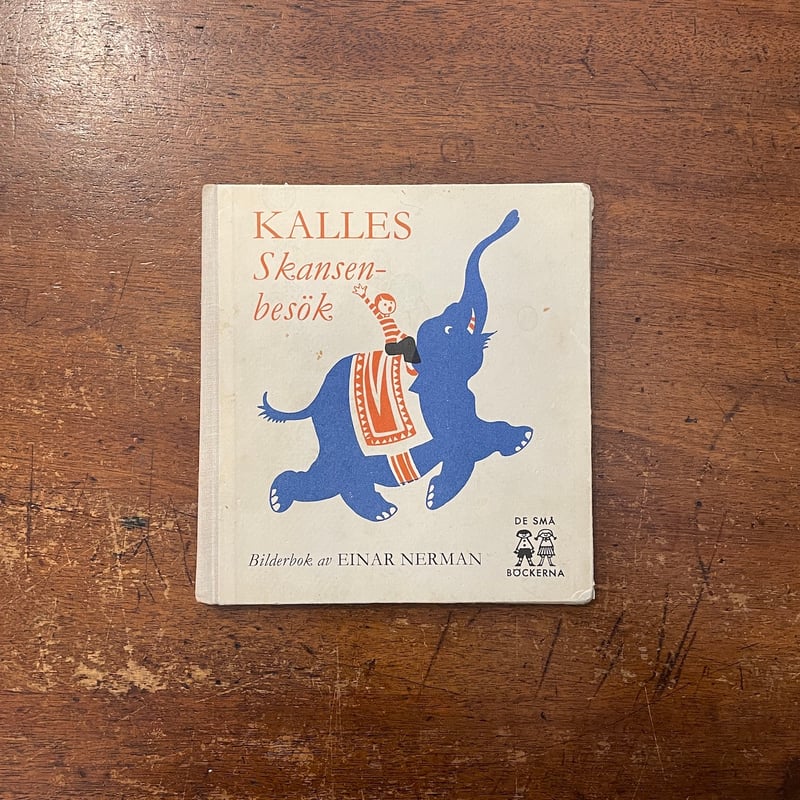 KALLES
Skansen-
besök
Bilderbok av EINAR NERMAN
DE SMÅ
BÖCKERNA